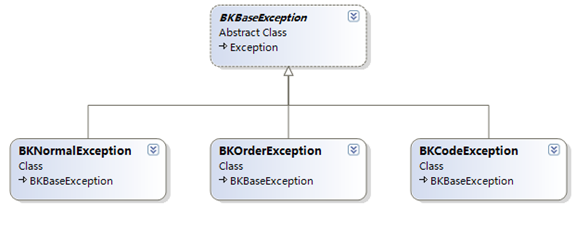 BKBaseException
Abstract Class
Exception
BKNormalException
Class
BKBaseException
BKOrderException
Class
BKBaseException
BKCodeException
Class
BKBaseException